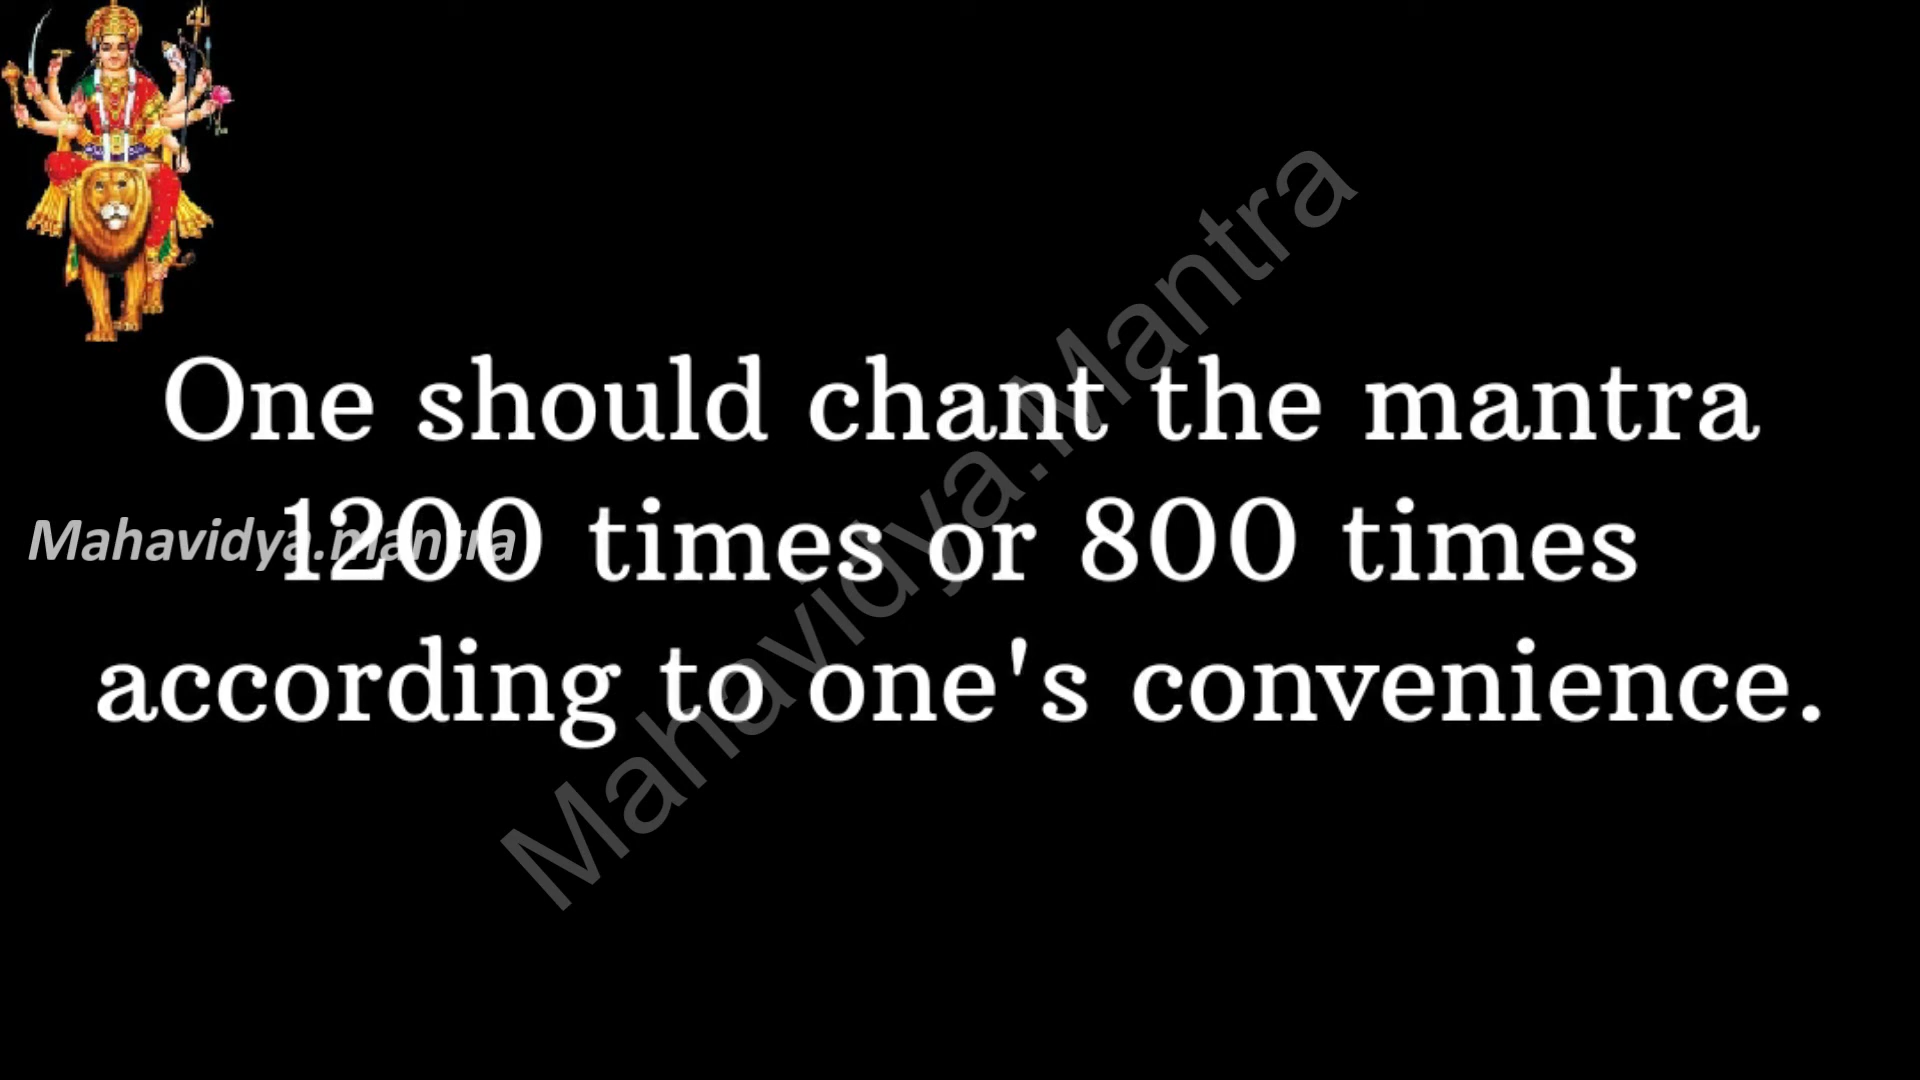 One should chant the mantra
1200 times or 800 times
according to one's convenience.
Mahavidya.mantra
Mahavidya.Mantra